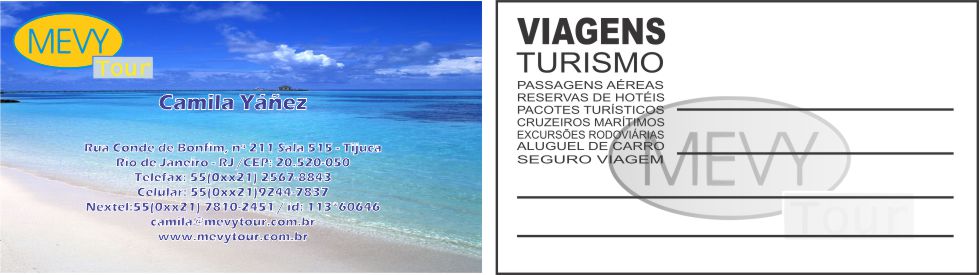 MEVY
Tour
Camila Yáñez
Rua Conde de Bonfim, nº 211 Sala 515 - Tijuca
Rio de Janeiro - RJ /CEP: 20.520-050
Telefax: 55(0xx21) 2567-8843
Celular: 55(0xx21)9244-7837
Nextel:55(0xx21) 7810-2451 / id: 113*60646
camila@mevytour.com.br
www.mevytour.com.br
VIAGENS
TURISMO
PASSAGENS AÉREAS
RESERVAS DE HOTÉIS
PACOTES TURÍSTICOS
CRUZEIROS MARÍTIMOS
EXCURSÕES RODOVIÁRIAS
ALUGUEL DE CARRO
SEGURO VIAGEM
MEVY
Tour